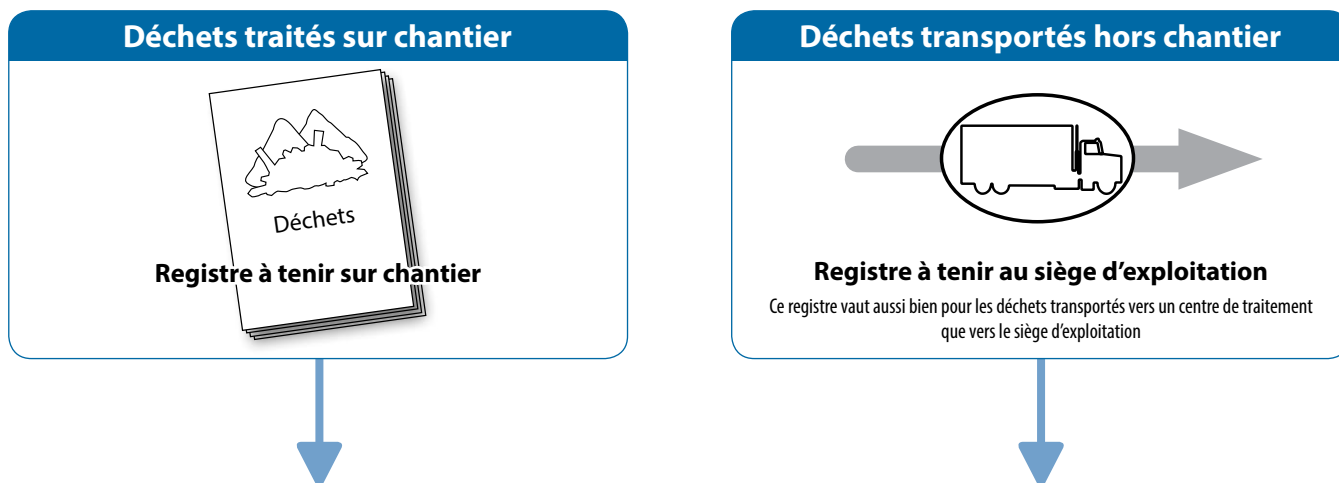 Déchets traités sur chantier
Déchets
Registre à tenir sur chantier
Déchets transportés hors chantier
Registre à tenir au siège d’exploitation
Ce registre vaut aussi bien pour les déchets transportés vers un centre de traitement
que vers le siège d’exploitation